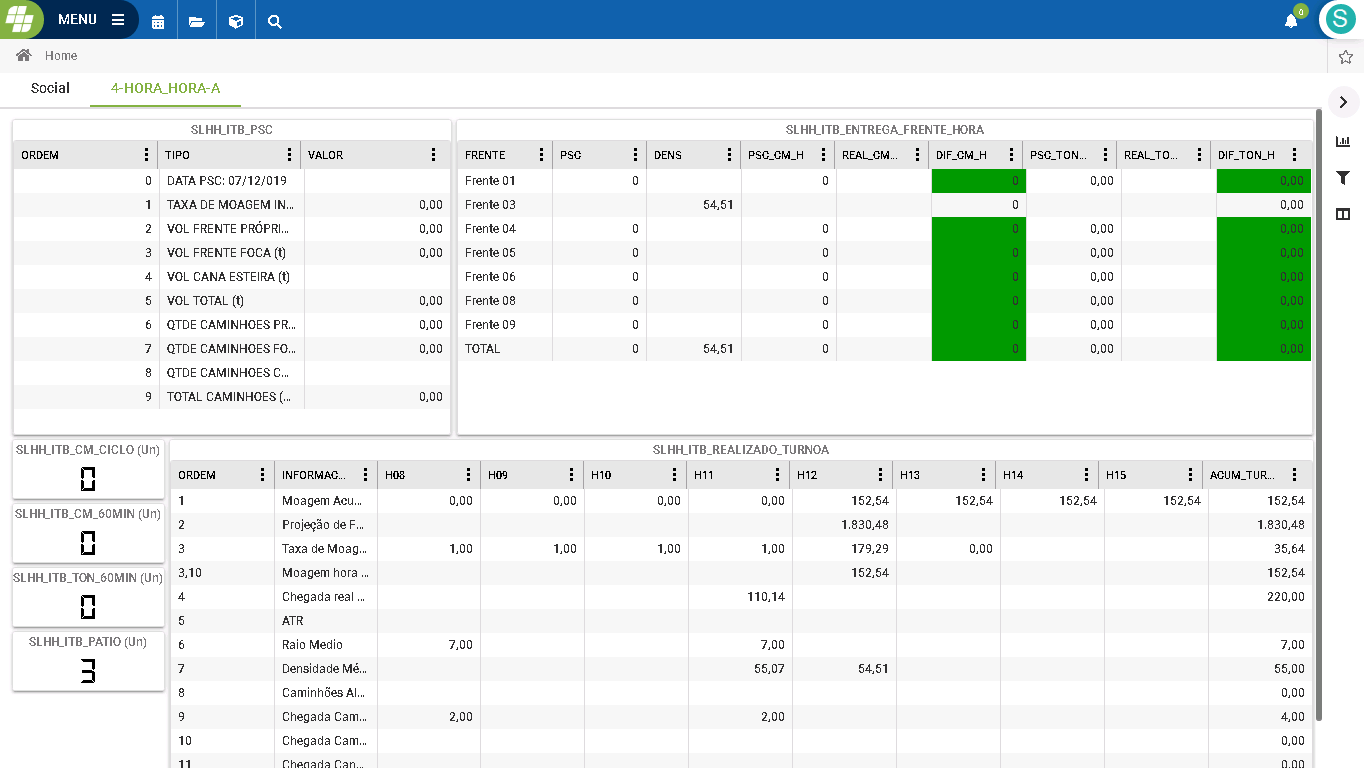 MENU
0
S
Home
Social
4-HORA_HORA-A
SLHH_ITB_PSC
ORDEM TIPO VALOR
0 DATA PSC: 07/12/019
1 TAXA DE MOAGEM IN... 0,00
2 VOL FRENTE PRÓPRI... 0,00
3 VOL FRENTE FOCA (t) 0,00
4 VOL CANA ESTEIRA (t)
5 VOL TOTAL (t) 0,00
6 QTDE CAMINHOES PR... 0,00
7 QTDE CAMINHOES FO... 0,00
8 QTDE CAMINHOES C...
9 TOTAL CAMINHOES (... 0,00
SLHH_ITB_ENTREGA_FRENTE_HORA
FRENTE PSC DENS PSC_CM_H REAL_CM... DIF_CM_H PSC_TON... REAL_TO... DIF_TON_H
Frente 01 0 0 0 0,00 0,00
Frente 03 54,51 0 0,00
Frente 04 0 0 0 0,00 0,00
Frente 05 0 0 0 0,00 0,00
Frente 06 0 0 0 0,00 0,00
Frente 08 0 0 0 0,00 0,00
Frente 09 0 0 0 0,00 0,00
TOTAL 0 54,51 0 0 0,00 0,00
SLHH_ITB_CM_CICLO (Un)
0
SLHH_ITB_CM_60MIN (Un)
0
SLHH_ITB_TON_60MIN (Un)
0
SLHH_ITB_PATIO (Un)
3
SLHH_ITB_REALIZADO_TURNOA
ORDEM INFORMAC... H08 H09 H10 H11 H12 H13 H14 H15 ACUM_TUR...
1 Moagem Acu... 0,00 0,00 0,00 0,00 152,54 152,54 152,54 152,54 152,54
2 Projeção de F... 1.830,48 1.830,48
3 Taxa de Moag... 1,00 1,00 1,00 1,00 179,29 0,00 35,64
3,10 Moagem hora ... 152,54 152,54
4 Chegada real ... 110,14 220,00
5 ATR
6 Raio Medio 7,00 7,00 7,00
7 Densidade Mé... 55,07 54,51 55,00
8 Caminhões Al... 0,00
9 Chegada Cam... 2,00 2,00 4,00
10 Chegada Cam... 0,00
11 Chegada Can... 0,00